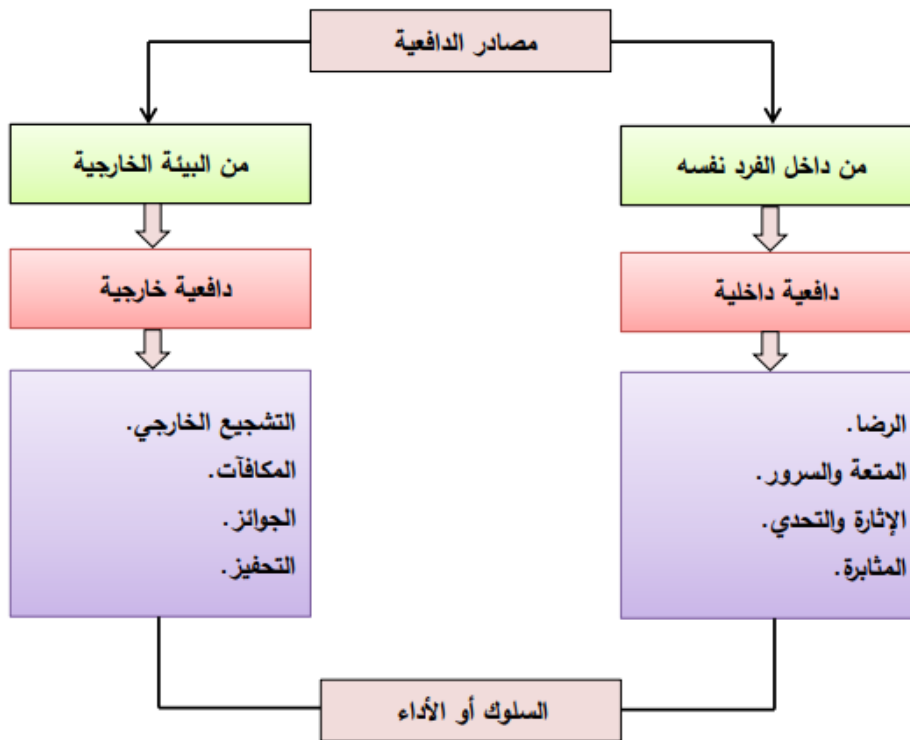 مصادر الدافعية
من داخل الفرد نفسه
من البيئة الخارجية
دافعية داخلية
دافعية خارجية
الرضا.
المتعة والسرور.
الإثارة والتحدي.
المثابرة.
التشجيع الخارجي.
المكافآت.
الجوائز.
التحفيز.
السلوك أو الأداء